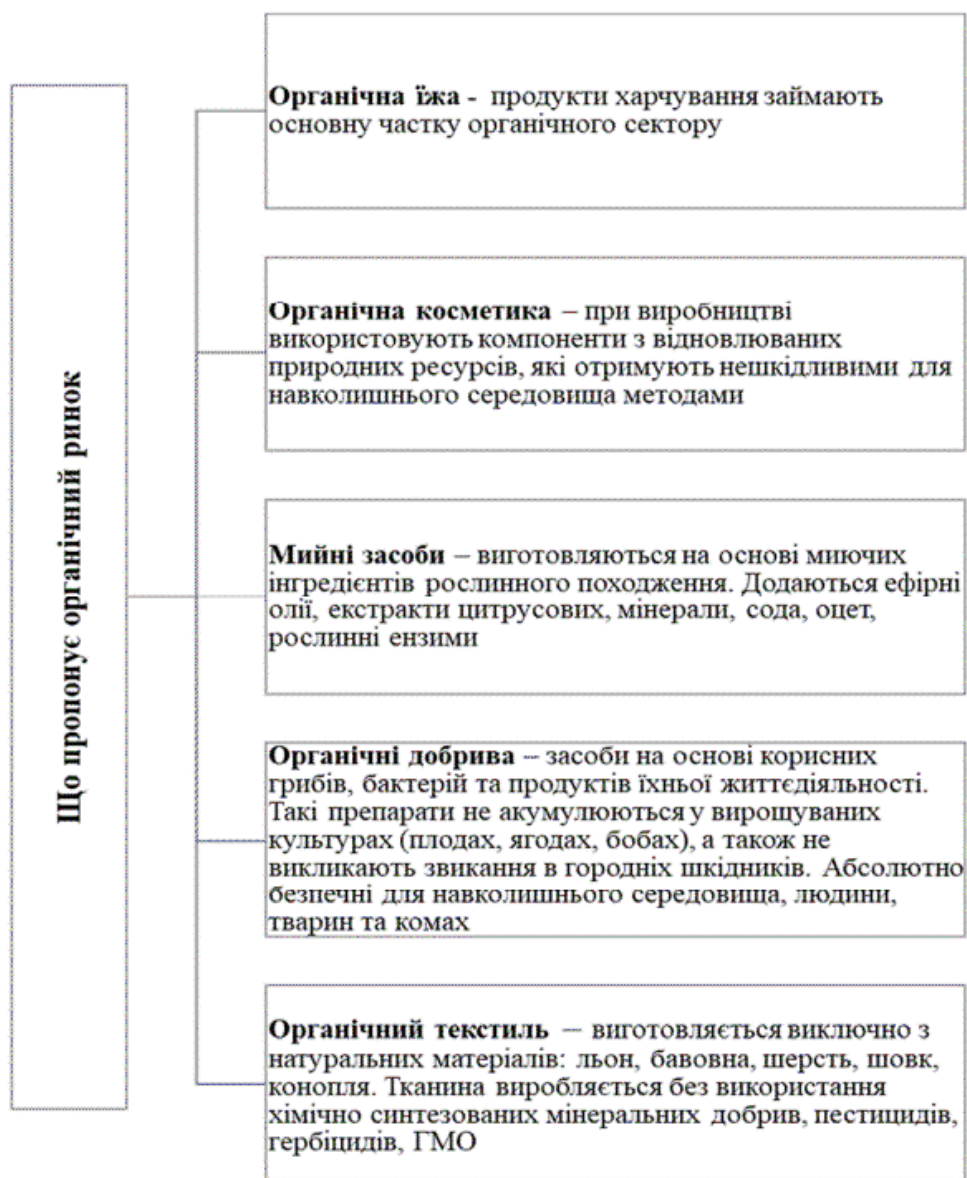 Що пропонує органічний ринок
Органічна їжа - продукти харчування займають
основну частку органічного сектору
Органічна косметика – при виробництві
використовують компоненти з відновлюваних
природних ресурсів, які отримують нешкідливими для
навколишнього середовища методами
Мийні засоби – виготовляються на основі миючих
інгредієнтів рослинного походження. Додаються ефірні
олії, екстракти цитрусових, мінерали, сода, оцет,
рослинні ензими
Органічні добрива – засоби на основі корисних
грибів, бактерій та продуктів їхньої життєдіяльності.
Такі препарати не акумулюються у вирощуваних
культурах (плодах, ягодах, бобах), а також не
викликають звикання в городніх шкідників. Абсолютно
безпечні для навколишнього середовища, людини,
тварин та комах
Органічний текстиль – виготовляється виключно з
натуральних матеріалів: льон, бавовна, шерсть, шовк,
конопля. Тканина виробляється без використання
хімічно синтезованих мінеральних добрив, пестицидів,
гербіцидів, ГМО